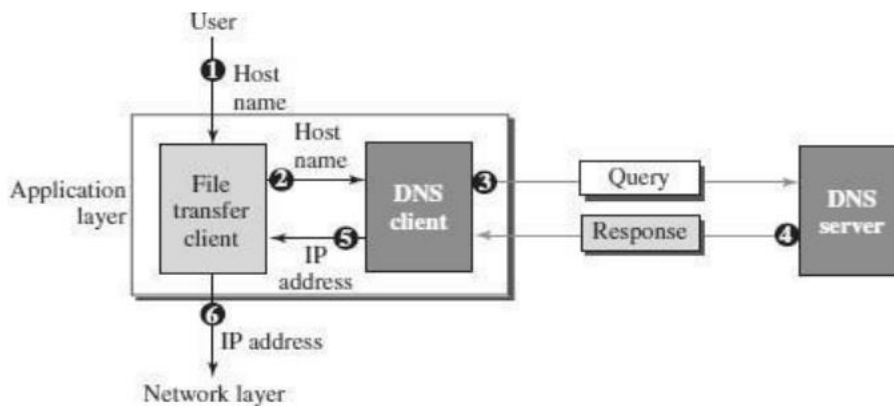 User
1
Host
name
Host
name
2
3
Query
Application
layer
File
transfer
client
DNS
client
DNS
server
5
Response
4
IP
address
6
IP address
Network layer